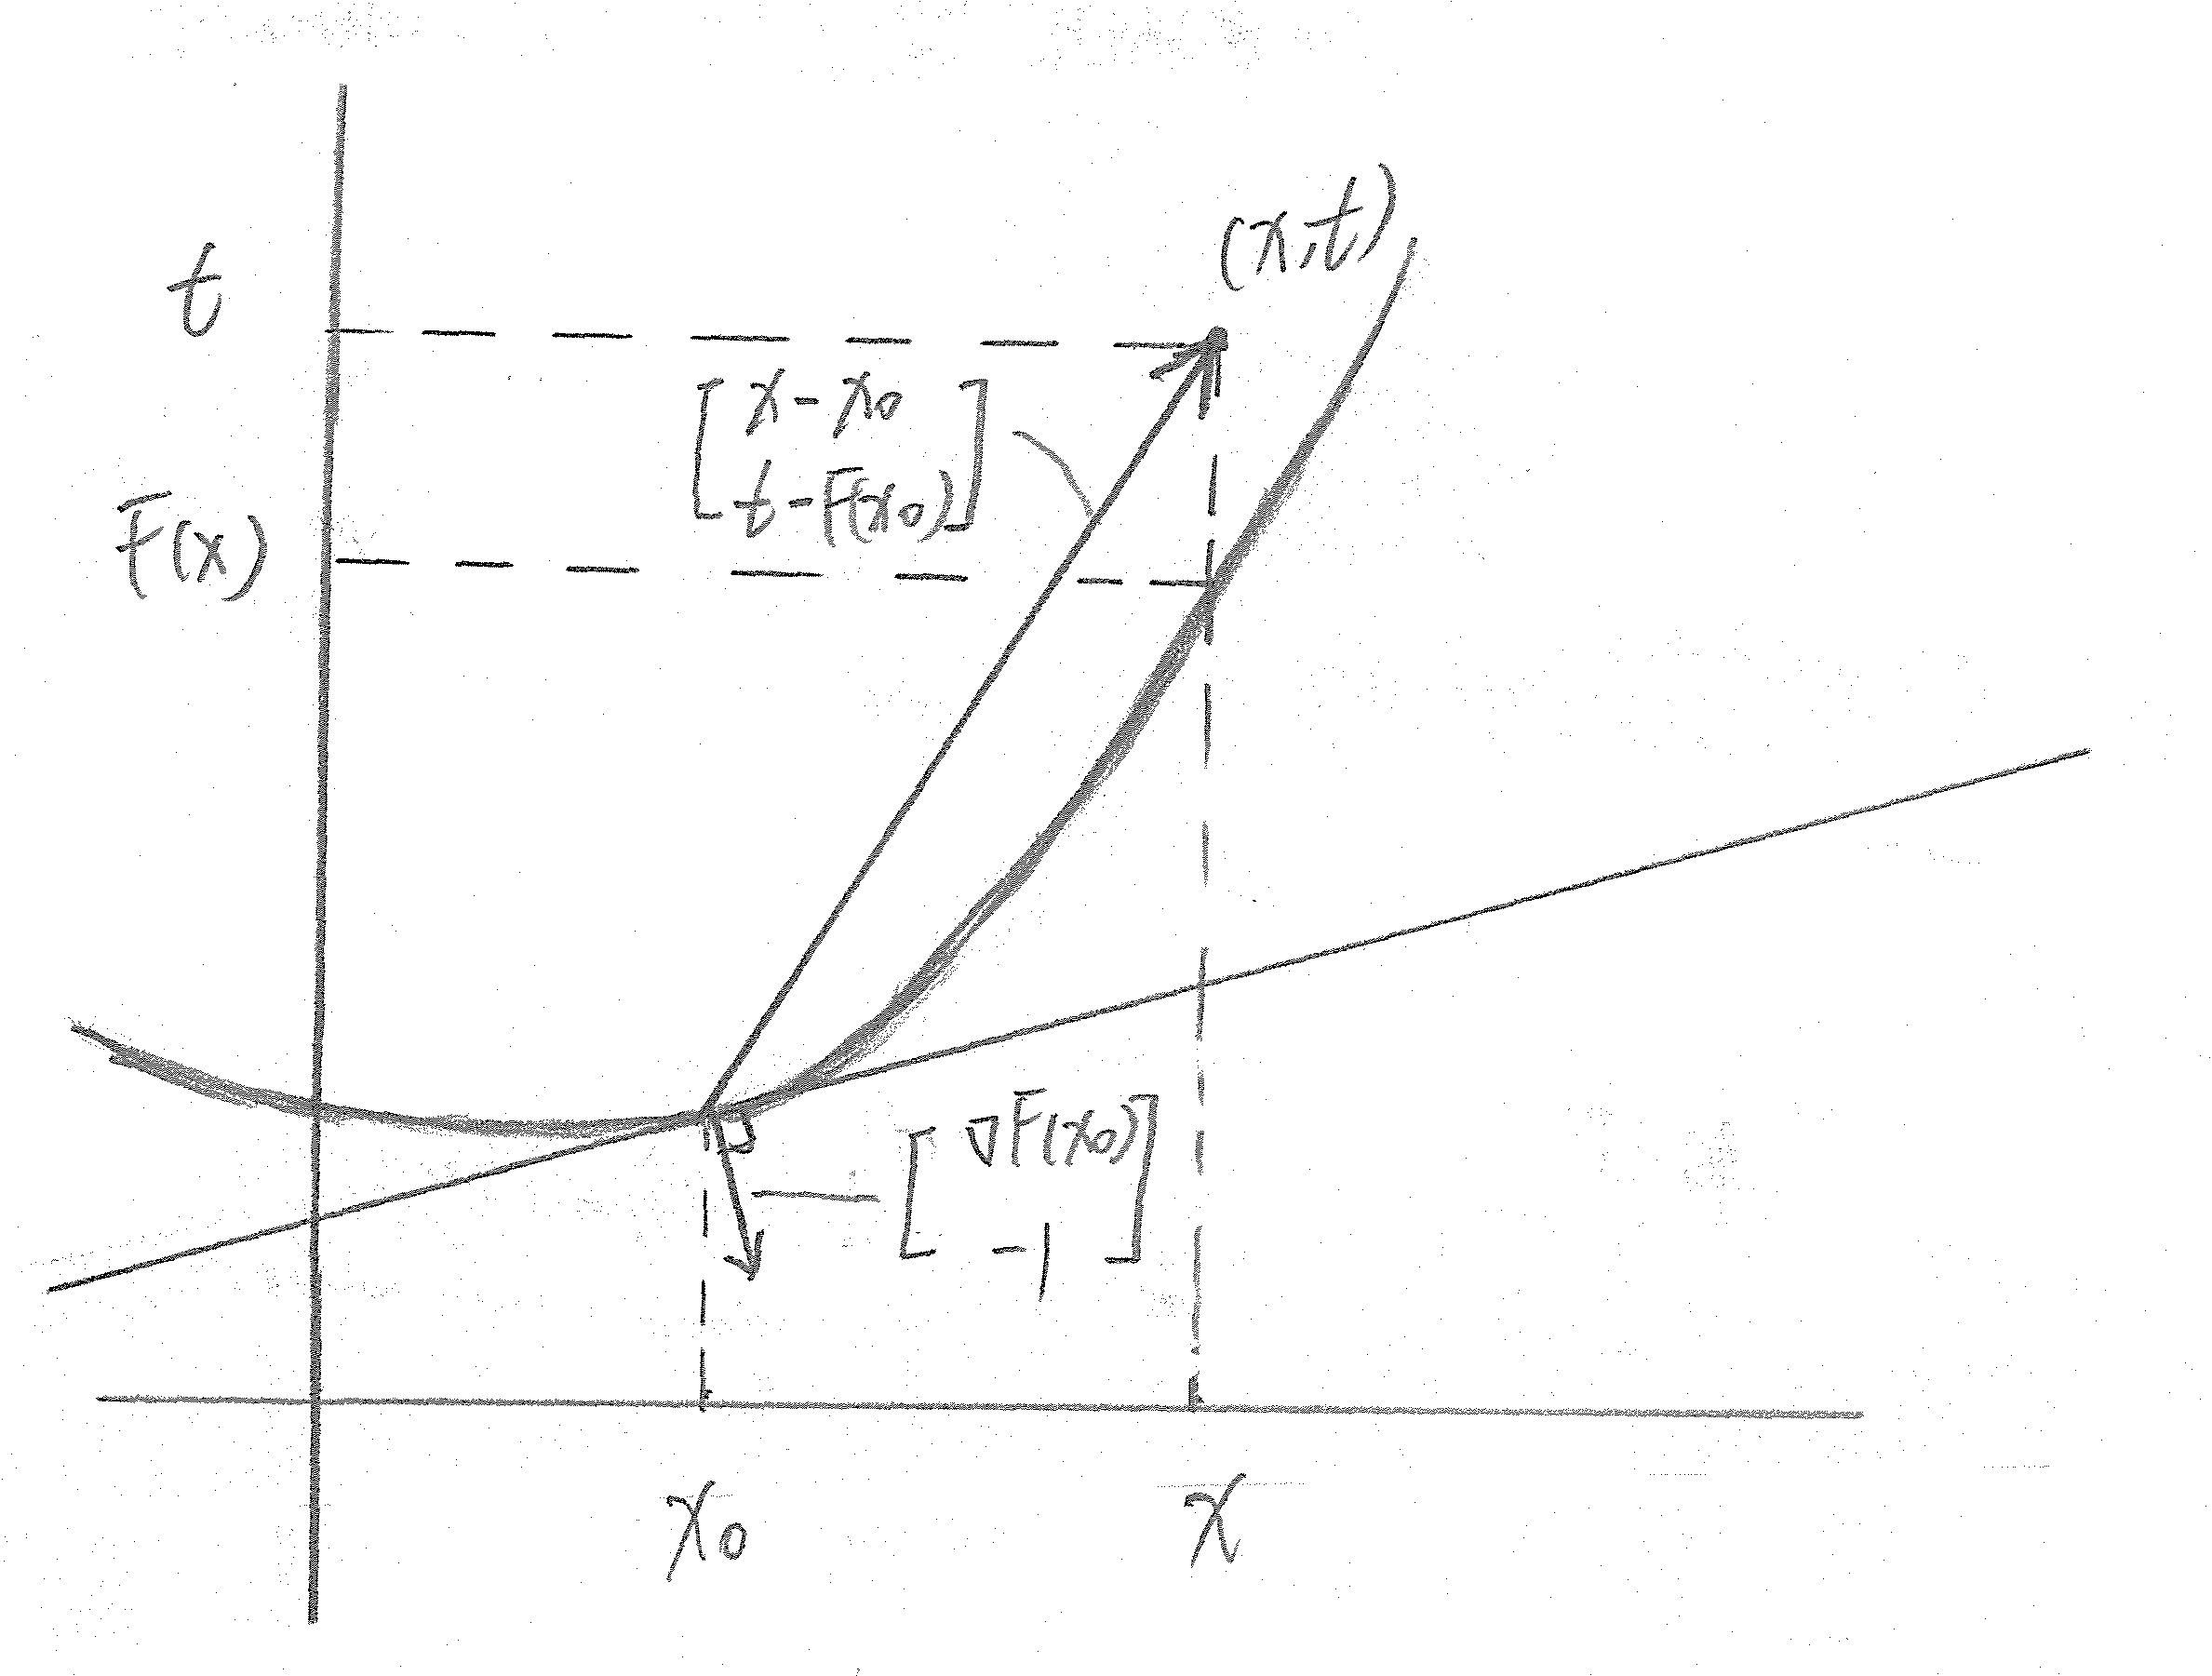 (x,t)
t
[ x - x₀
t - F(x₀) ]
F(x)
[ ∇F(x₀)
-1 ]
x₀
x